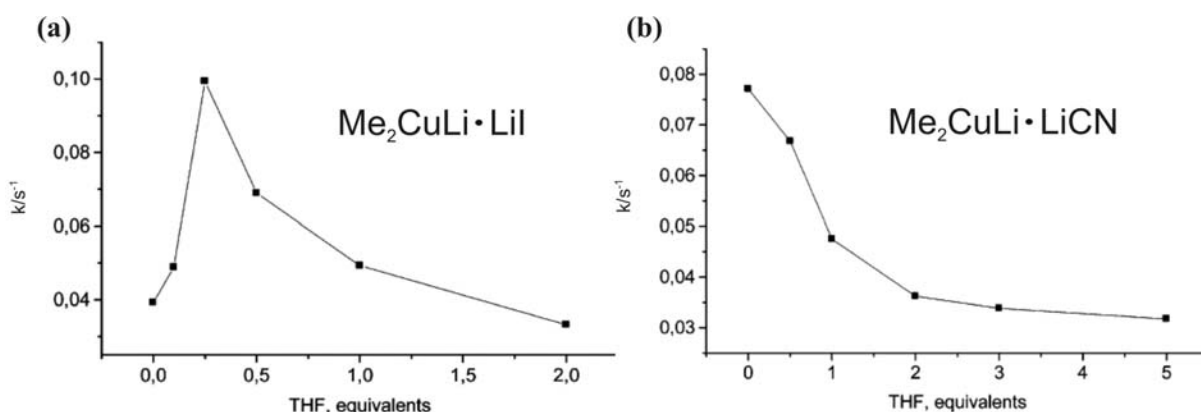 (a)
0,10
0,08
0,06
0,04
k/s⁻¹
Me₂CuLi·LiI
0,0 0,5 1,0 1,5 2,0
THF, equivalents
(b)
0,08
0,07
0,06
0,05
0,04
0,03
k/s⁻¹
Me₂CuLi·LiCN
0 1 2 3 4 5
THF, equivalents